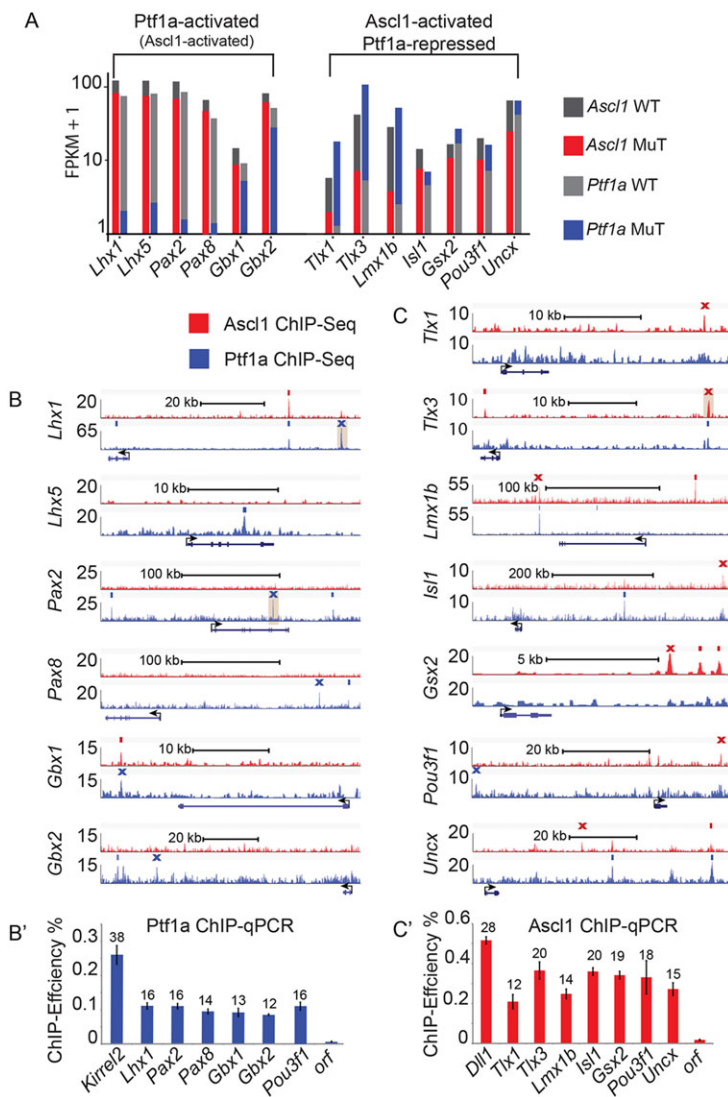 A
Ptf1a-activated
(Ascl1-activated)
Ascl1-activated
Ptf1a-repressed
FPKM + 1
100
10
1
Ascl1 WT
Ascl1 MuT
Ptf1a WT
Ptf1a MuT
Lhx1 Lhx5 Pax2 Pax8 Gbx1 Gbx2 Tlx1 Tlx3 Lmx1b Isl1 Gsx2 Pou3f1 Uncx
Ascl1 ChIP-Seq
Ptf1a ChIP-Seq
B
Lhx1
20
20 kb
65
Lhx5
20
10 kb
20
Pax2
25
100 kb
25
Pax8
20
100 kb
20
Gbx1
15
10 kb
15
Gbx2
15
20 kb
15
C
Tlx1
10
10 kb
10
Tlx3
10
10 kb
10
Lmx1b
55
100 kb
55
Isl1
10
200 kb
10
Gsx2
20
5 kb
20
Pou3f1
10
20 kb
10
Uncx
20
20 kb
20
B'
Ptf1a ChIP-qPCR
ChIP-Effciency %
0.3
0.1
0
38 16 16 14 13 12 16
Kirrel2 Lhx1 Pax2 Pax8 Gbx1 Gbx2 Pou3f1 orf
C'
Ascl1 ChIP-qPCR
ChIP-Effciency %
0.6
0.2
0
28 12 20 14 20 19 18 15
Dll1 Tlx1 Tlx3 Lmx1b Isl1 Gsx2 Pou3f1 Uncx orf